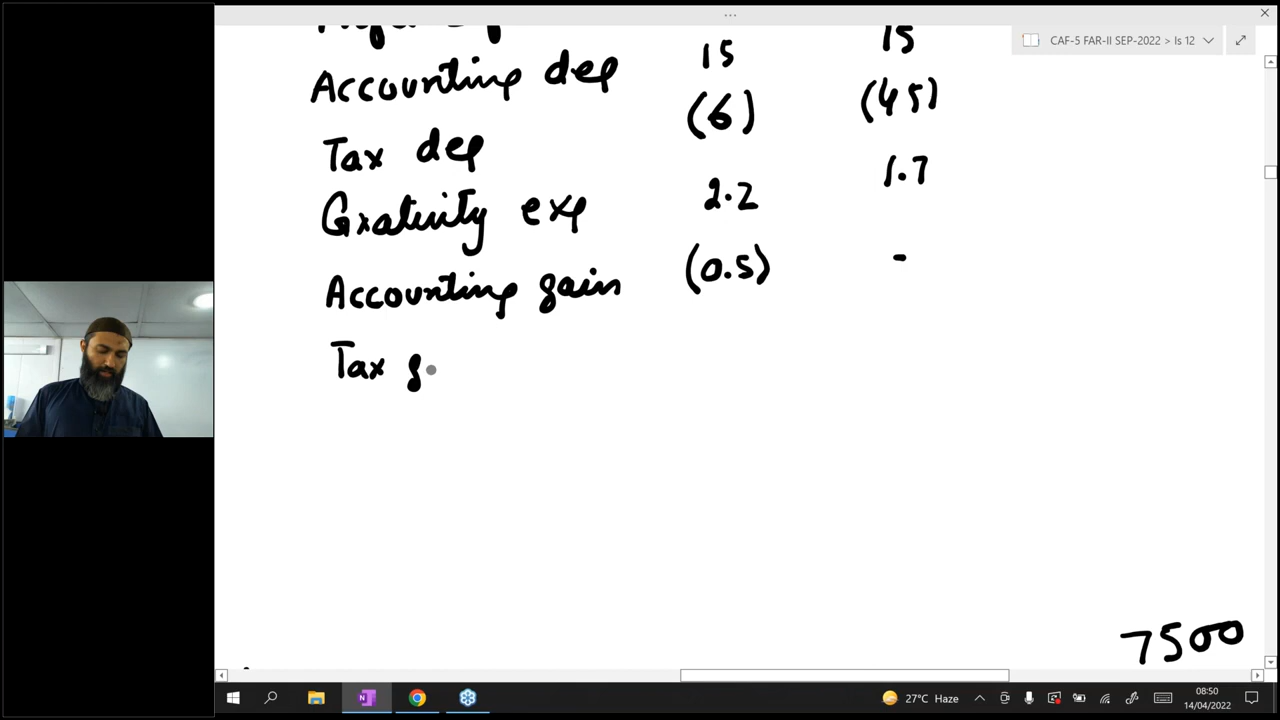 CAF-5 FAR-II SEP-2022 > Is 12
15 15
Accounting dep (6) (45)
Tax dep
Gratuity exp 2.2 1.7
Accounting gain (0.5) -
Tax g
7500
27°C Haze
08:50
14/04/2022